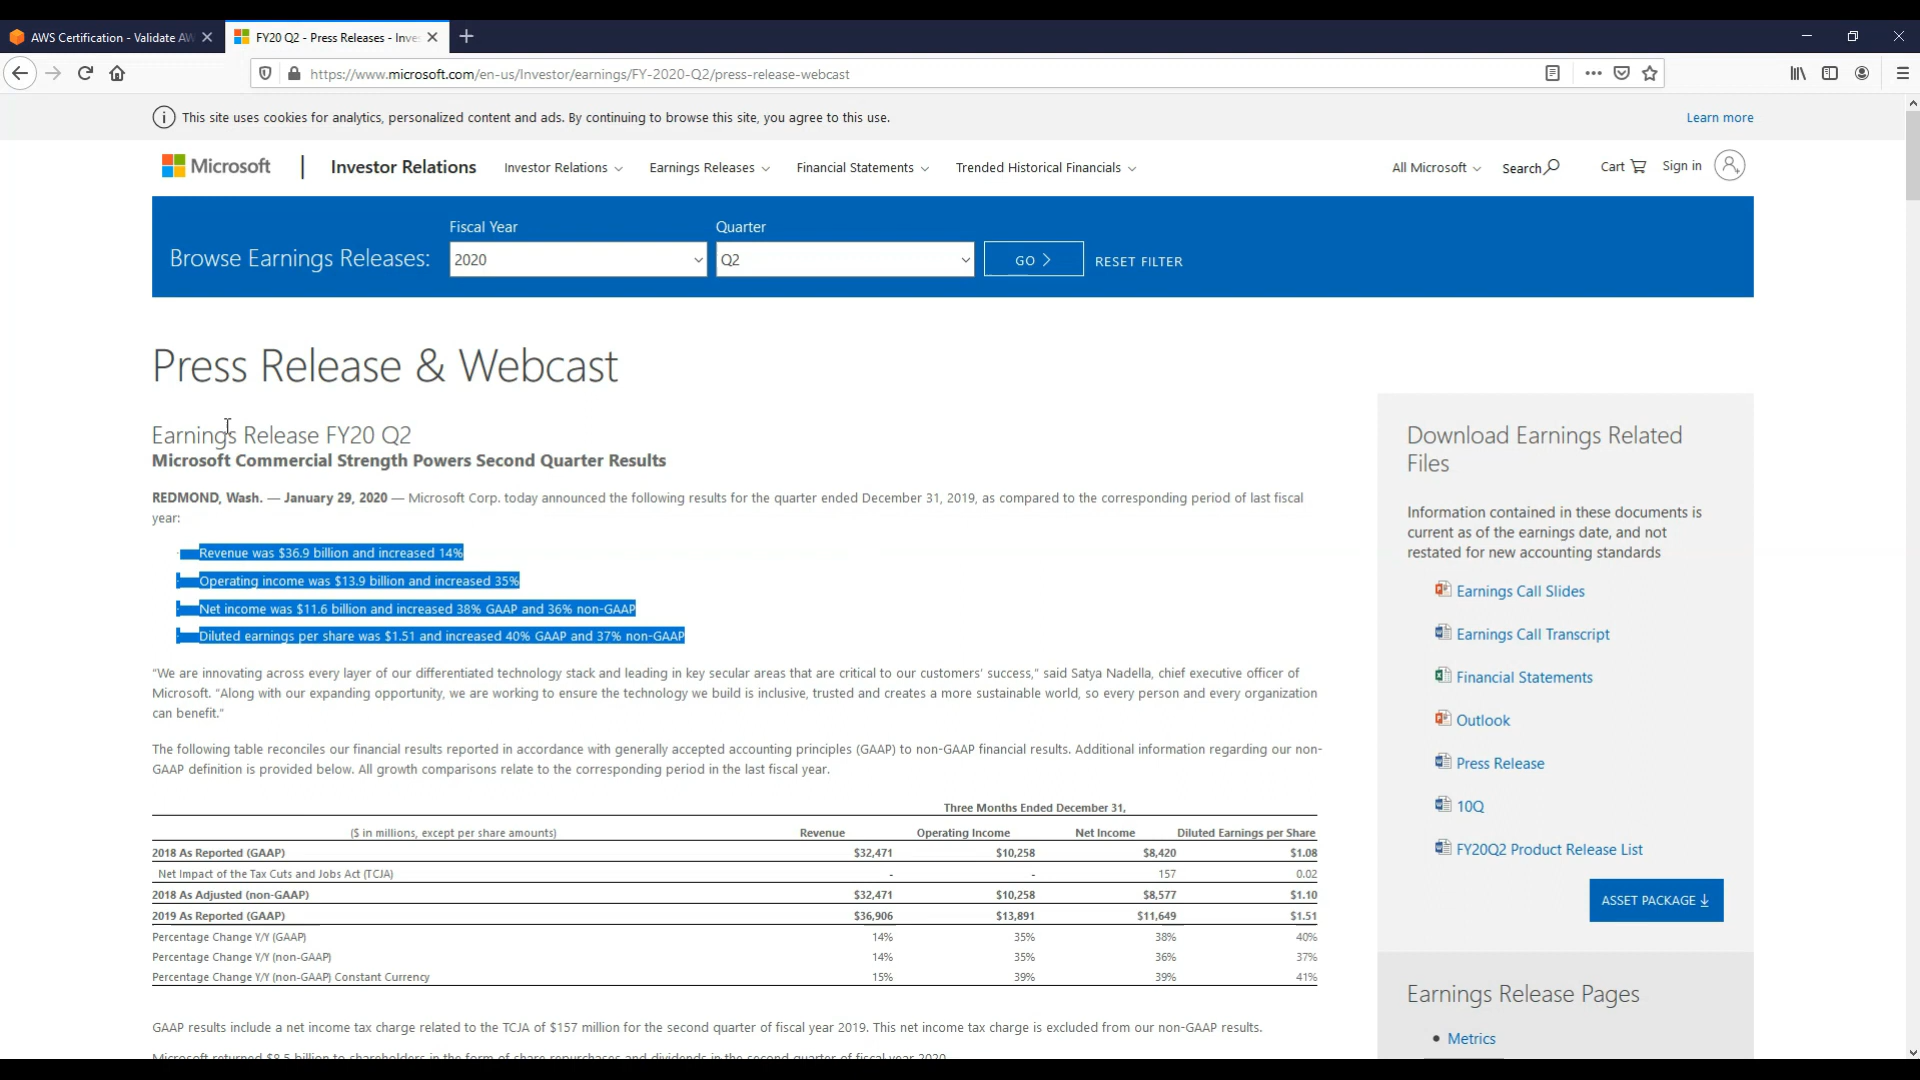 AWS Certification - Validate AW
FY20 Q2 - Press Releases - Inve
https://www.microsoft.com/en-us/Investor/earnings/FY-2020-Q2/press-release-webcast
This site uses cookies for analytics, personalized content and ads. By continuing to browse this site, you agree to this use.
Learn more
Microsoft
Investor Relations
Investor Relations
Earnings Releases
Financial Statements
Trended Historical Financials
All Microsoft
Search
Cart
Sign in
Fiscal Year
Quarter
Browse Earnings Releases:
2020
Q2
GO
RESET FILTER
Press Release & Webcast
Earnings Release FY20 Q2
Microsoft Commercial Strength Powers Second Quarter Results
REDMOND, Wash. — January 29, 2020 — Microsoft Corp. today announced the following results for the quarter ended December 31, 2019, as compared to the corresponding period of last fiscal
year:
· Revenue was $36.9 billion and increased 14%
· Operating income was $13.9 billion and increased 35%
· Net income was $11.6 billion and increased 38% GAAP and 36% non-GAAP
· Diluted earnings per share was $1.51 and increased 40% GAAP and 37% non-GAAP
"We are innovating across every layer of our differentiated technology stack and leading in key secular areas that are critical to our customers' success," said Satya Nadella, chief executive officer of
Microsoft. "Along with our expanding opportunity, we are working to ensure the technology we build is inclusive, trusted and creates a more sustainable world, so every person and every organization
can benefit."
The following table reconciles our financial results reported in accordance with generally accepted accounting principles (GAAP) to non-GAAP financial results. Additional information regarding our non-
GAAP definition is provided below. All growth comparisons relate to the corresponding period in the last fiscal year.
Three Months Ended December 31,
($ in millions, except per share amounts) Revenue Operating Income Net Income Diluted Earnings per Share
2018 As Reported (GAAP) $32,471 $10,258 $8,420 $1.08
Net Impact of the Tax Cuts and Jobs Act (TCJA) - - 157 0.02
2018 As Adjusted (non-GAAP) $32,471 $10,258 $8,577 $1.10
2019 As Reported (GAAP) $36,906 $13,891 $11,649 $1.51
Percentage Change Y/Y (GAAP) 14% 35% 38% 40%
Percentage Change Y/Y (non-GAAP) 14% 35% 36% 37%
Percentage Change Y/Y (non-GAAP) Constant Currency 15% 39% 39% 41%
GAAP results include a net income tax charge related to the TCJA of $157 million for the second quarter of fiscal year 2019. This net income tax charge is excluded from our non-GAAP results.
Microsoft returned $8.5 billion to shareholders in the form of share repurchases and dividends in the second quarter of fiscal year 2020.
Download Earnings Related
Files
Information contained in these documents is
current as of the earnings date, and not
restated for new accounting standards
Earnings Call Slides
Earnings Call Transcript
Financial Statements
Outlook
Press Release
10Q
FY20Q2 Product Release List
ASSET PACKAGE
Earnings Release Pages
• Metrics